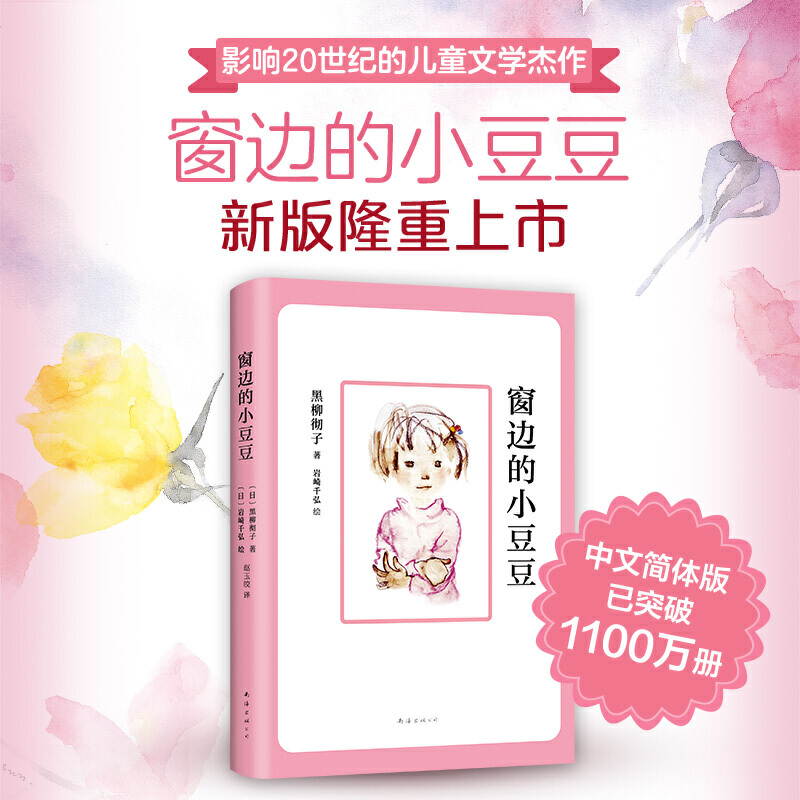 影响20世纪的儿童文学杰作
窗边的小豆豆
新版隆重上市
窗边的小豆豆
〔日〕黑柳彻子 著
〔日〕岩崎千弘 绘
赵玉皎 译
窗边的小豆豆
黑柳彻子 著
岩崎千弘 绘
南海出版公司
中文简体版
已突破
1100万册